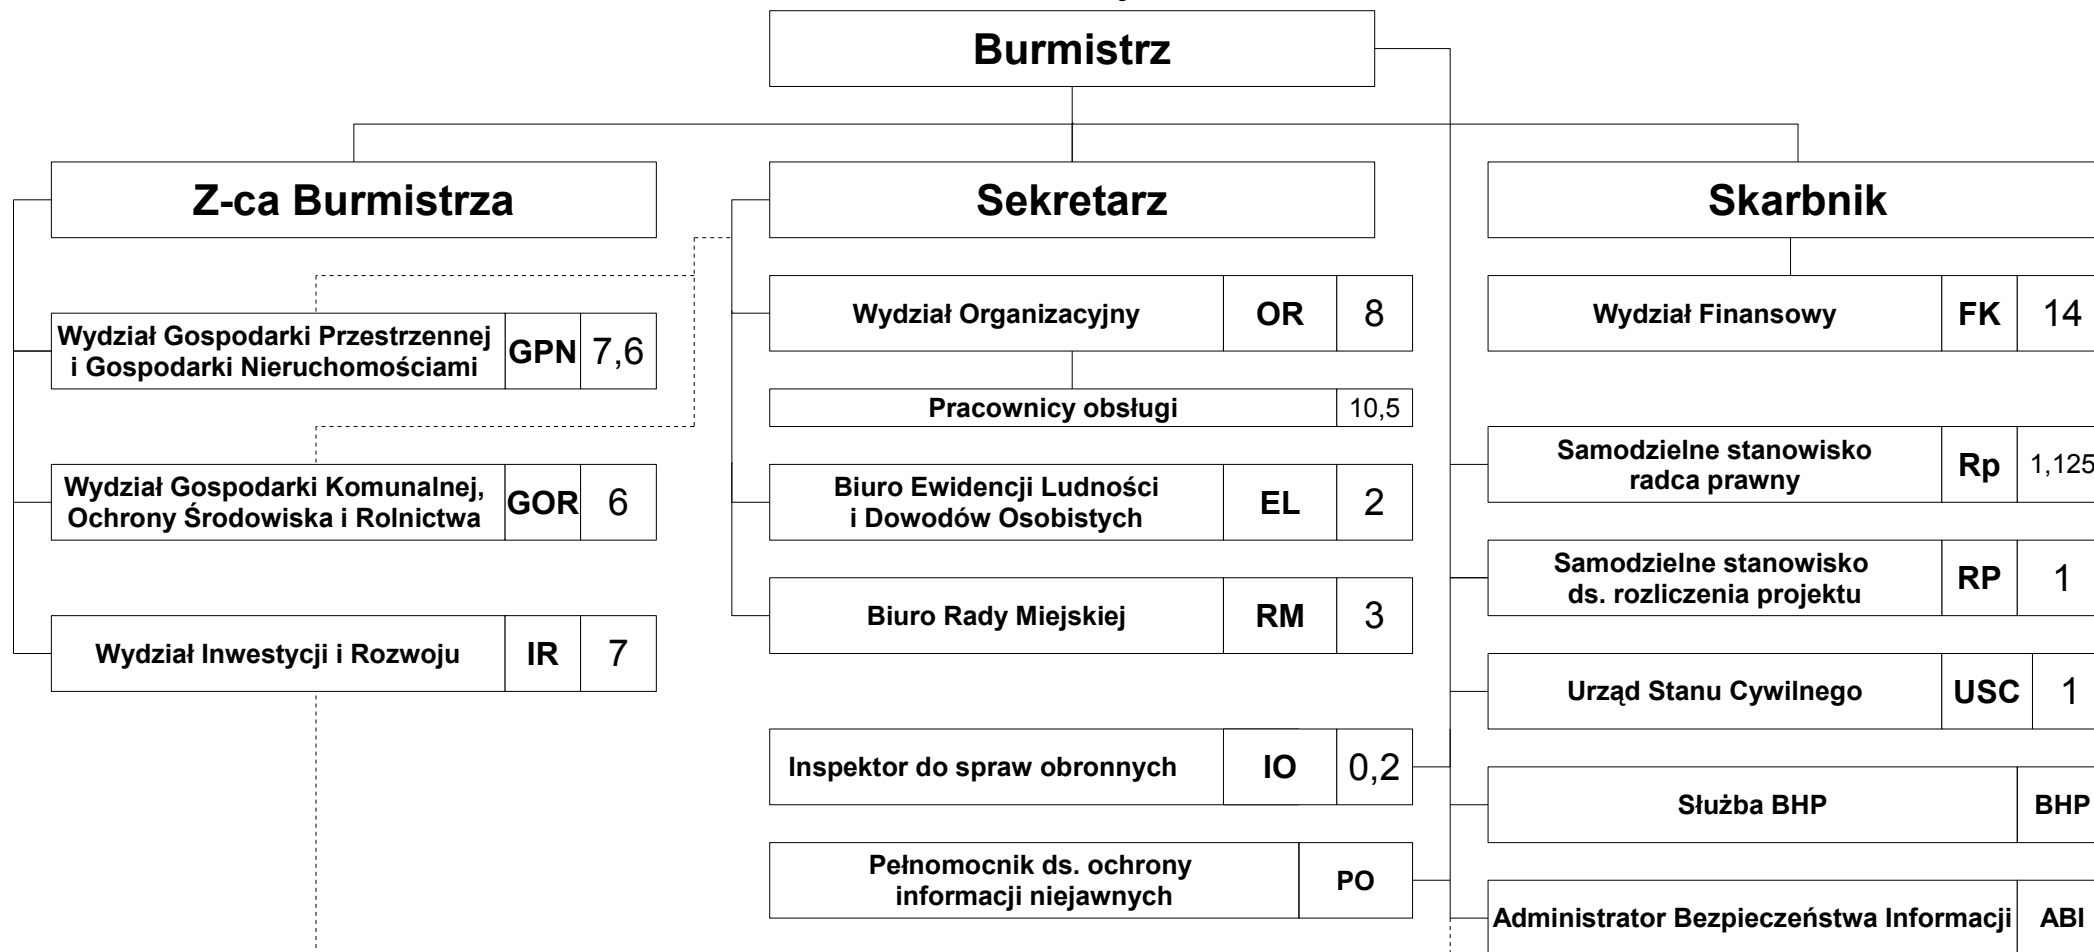 Burmistrz
Z-ca Burmistrza
Sekretarz
Skarbnik
Wydział Gospodarki Przestrzennej
i Gospodarki Nieruchomościami
GPN
7,6
Wydział Gospodarki Komunalnej,
Ochrony Środowiska i Rolnictwa
GOR
6
Wydział Inwestycji i Rozwoju
IR
7
Wydział Organizacyjny
OR
8
Pracownicy obsługi
10,5
Biuro Ewidencji Ludności
i Dowodów Osobistych
EL
2
Biuro Rady Miejskiej
RM
3
Inspektor do spraw obronnych
IO
0,2
Pełnomocnik ds. ochrony
informacji niejawnych
PO
Wydział Finansowy
FK
14
Samodzielne stanowisko
radca prawny
Rp
1,125
Samodzielne stanowisko
ds. rozliczenia projektu
RP
1
Urząd Stanu Cywilnego
USC
1
Służba BHP
BHP
Administrator Bezpieczeństwa Informacji
ABI